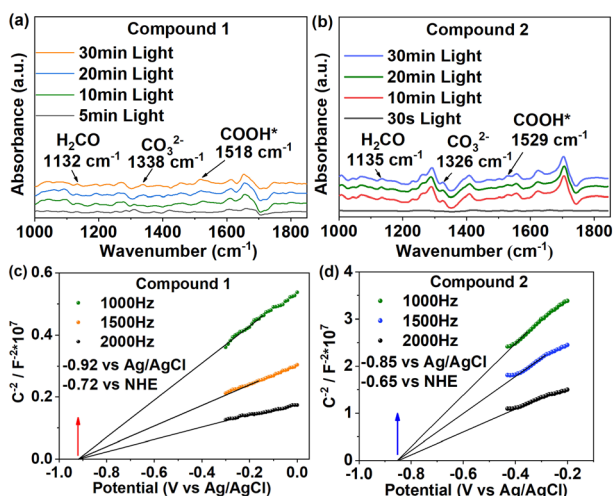 (a)
Compound 1
30min Light
20min Light
10min Light
5min Light
H₂CO
1132 cm⁻¹
CO₃²⁻
1338 cm⁻¹
COOH*
1518 cm⁻¹
Absorbance (a.u.)
1000 1200 1400 1600 1800
Wavenumber (cm⁻¹)
(b)
Compound 2
30min Light
20min Light
10min Light
30s Light
H₂CO
1135 cm⁻¹
CO₃²⁻
1326 cm⁻¹
COOH*
1529 cm⁻¹
Absorbance (a.u.)
1000 1200 1400 1600 1800
Wavenumber (cm⁻¹)
(c)
Compound 1
1000Hz
1500Hz
2000Hz
-0.92 vs Ag/AgCl
-0.72 vs NHE
C⁻² / F⁻²*10⁷
0.6
0.4
0.2
0.0
-1.0 -0.8 -0.6 -0.4 -0.2 0.0
Potential (V vs Ag/AgCl)
(d)
Compound 2
1000Hz
1500Hz
2000Hz
-0.85 vs Ag/AgCl
-0.65 vs NHE
C⁻² / F⁻²*10⁷
4
3
2
1
0
-1.0 -0.8 -0.6 -0.4 -0.2
Potential (V vs Ag/AgCl)